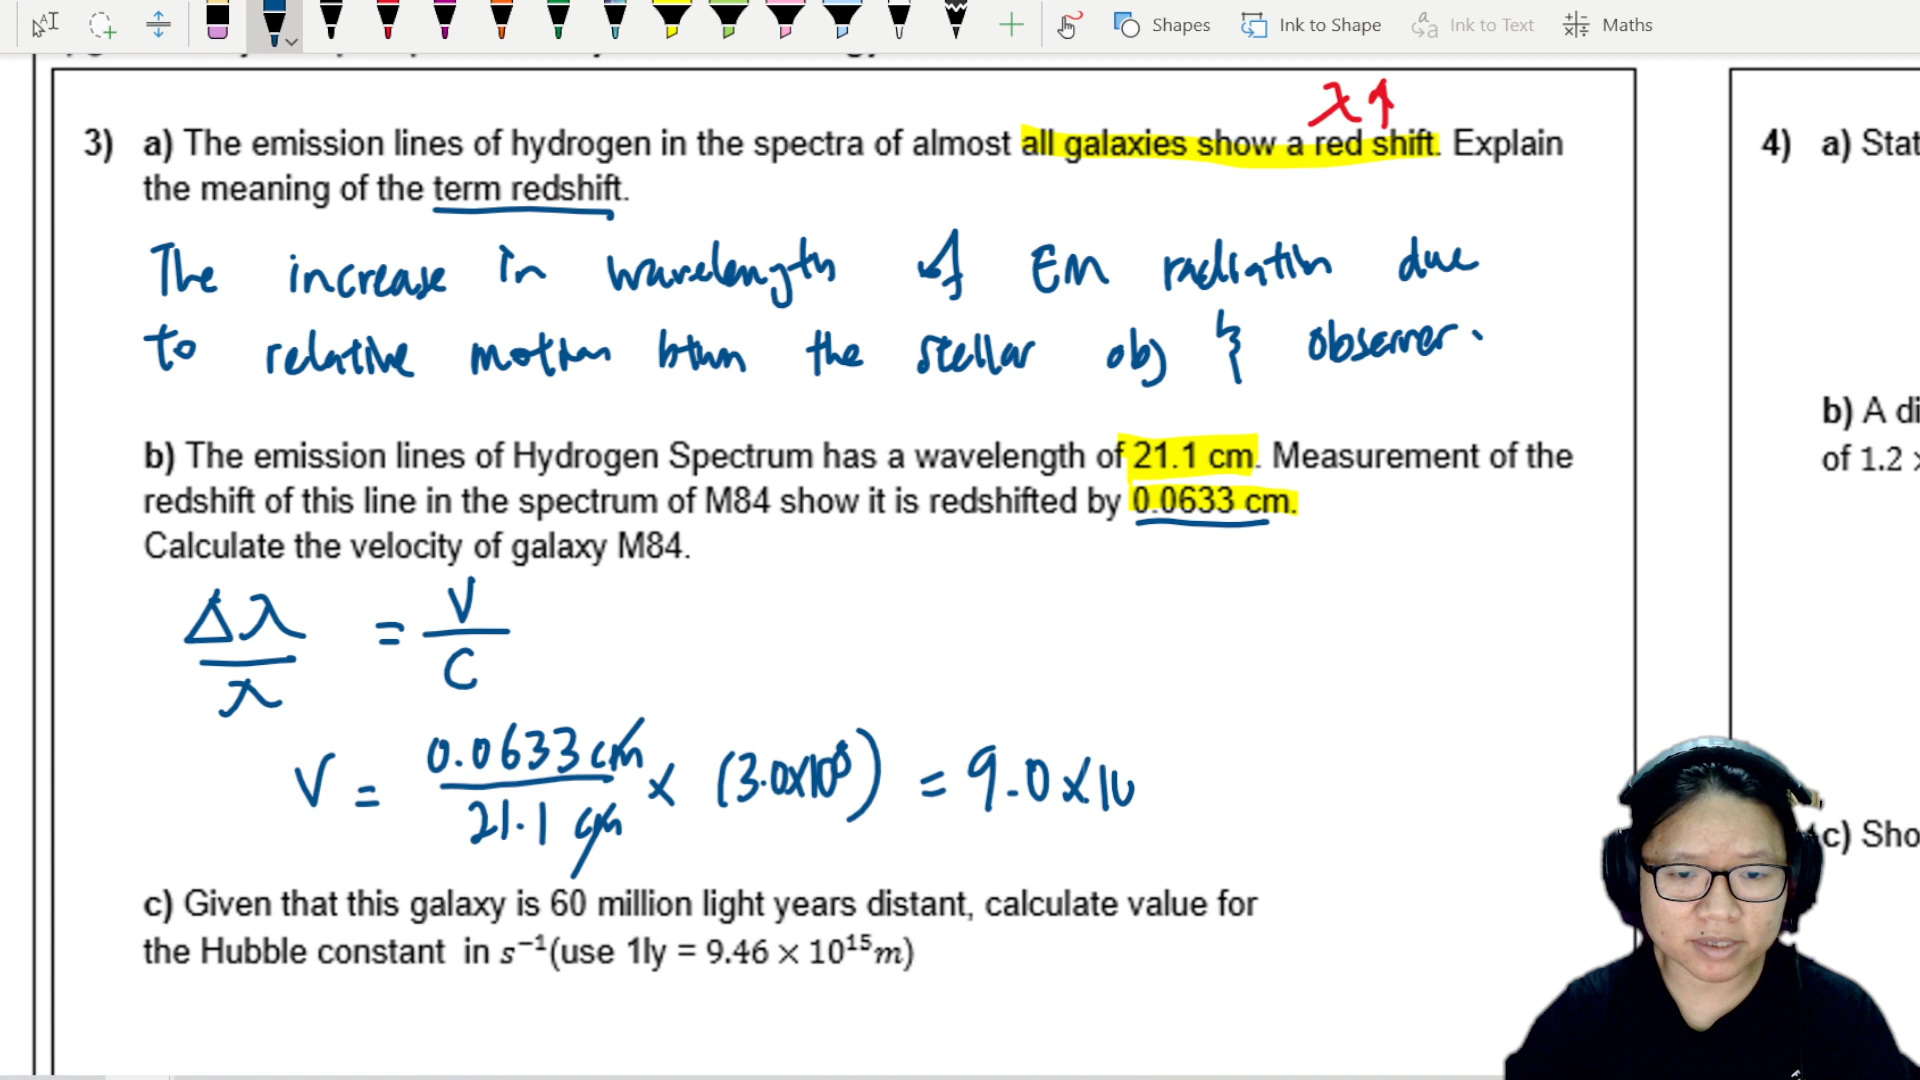 Shapes
Ink to Shape
Ink to Text
Maths
λ↑
3) a) The emission lines of hydrogen in the spectra of almost all galaxies show a red shift. Explain
the meaning of the term redshift.
The increase in wavelength of EM radiation due
to relative motion btwn the stellar obj & observer.
b) The emission lines of Hydrogen Spectrum has a wavelength of 21.1 cm. Measurement of the
redshift of this line in the spectrum of M84 show it is redshifted by 0.0633 cm.
Calculate the velocity of galaxy M84.
Δλ/λ = V/C
V = 0.0633 cm/21.1 cm × (3.0×10⁸) = 9.0 × 10
c) Given that this galaxy is 60 million light years distant, calculate value for
the Hubble constant in s⁻¹(use 1ly = 9.46 × 10¹⁵m)
4) a) Stat
b) A di
of 1.2 ×
c) Sho